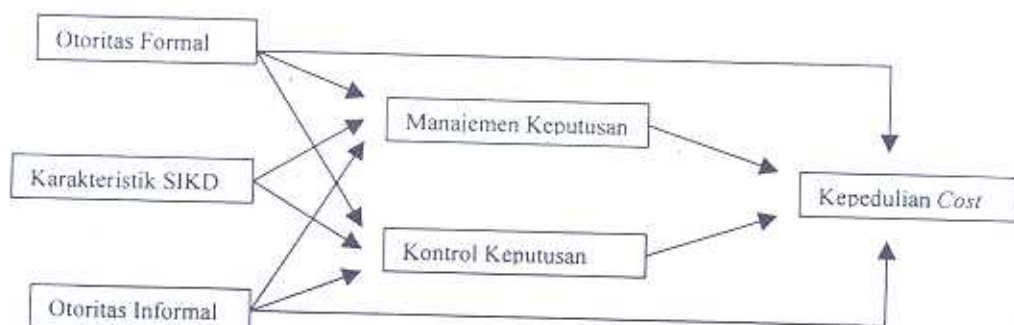 Otoritas Formal
Manajemen Keputusan
Karakteristik SIKD
Kepedulian Cost
Kontrol Keputusan
Otoritas Informal